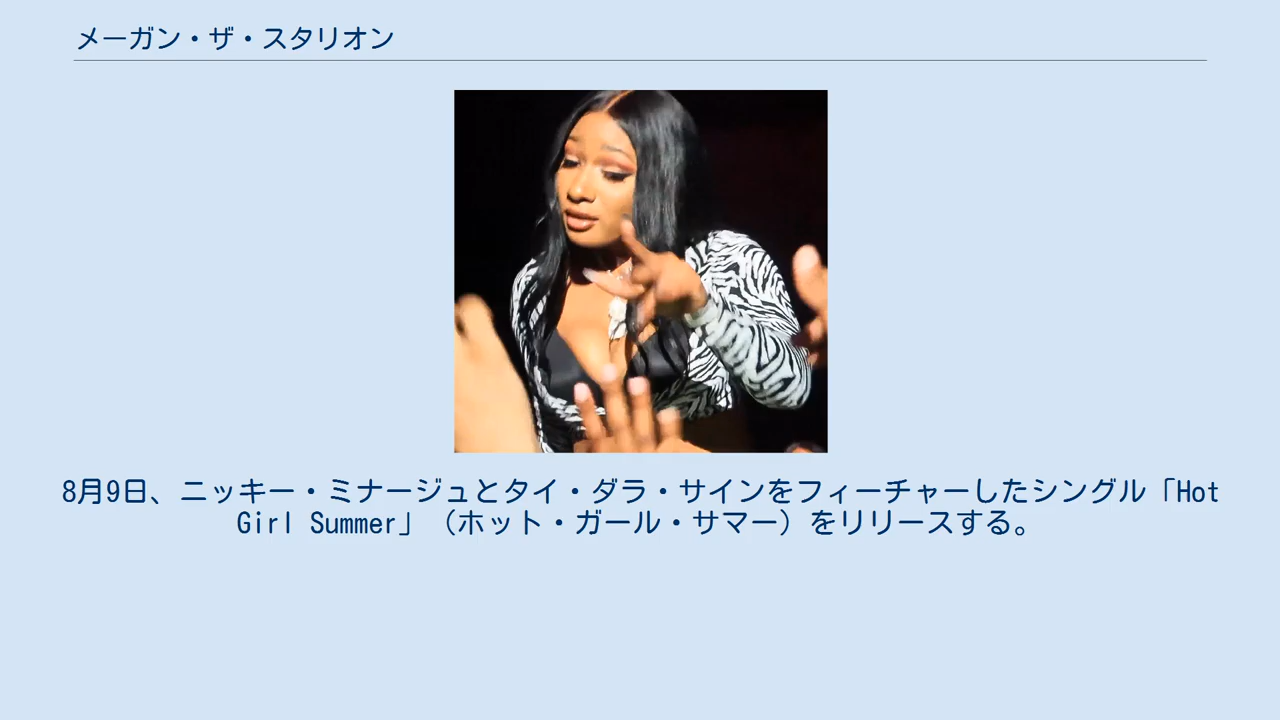 メーガン・ザ・スタリオン
8月9日、ニッキー・ミナージュとタイ・ダラ・サインをフィーチャーしたシングル「Hot
Girl Summer」（ホット・ガール・サマー）をリリースする。